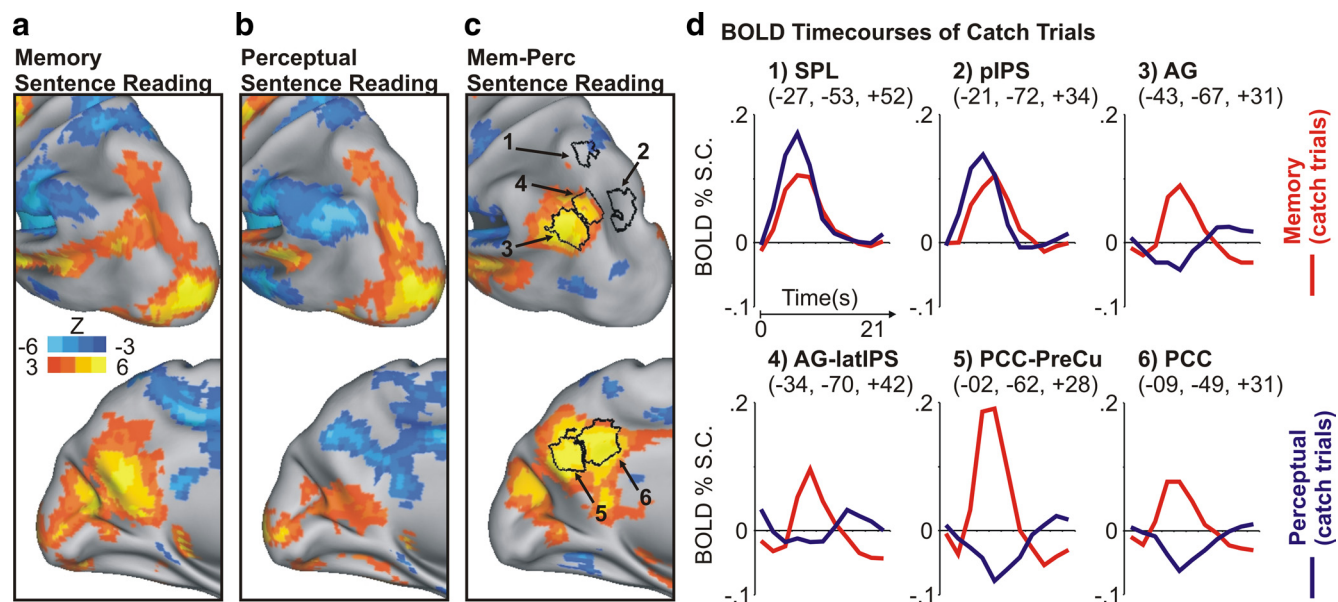 a
Memory
Sentence Reading
b
Perceptual
Sentence Reading
c
Mem-Perc
Sentence Reading
1
2
4
3
Z
-6 -3
3 6
5
6
d BOLD Timecourses of Catch Trials
1) SPL
(-27, -53, +52)
2) pIPS
(-21, -72, +34)
3) AG
(-43, -67, +31)
BOLD % S.C.
.2
0
-.1
.2
0
-.1
.2
0
-.1
Time(s)
0 21
4) AG-latIPS
(-34, -70, +42)
5) PCC-PreCu
(-02, -62, +28)
6) PCC
(-09, -49, +31)
BOLD % S.C.
.2
0
-.1
.2
0
-.1
.2
0
-.1
Memory
(catch trials)
Perceptual
(catch trials)